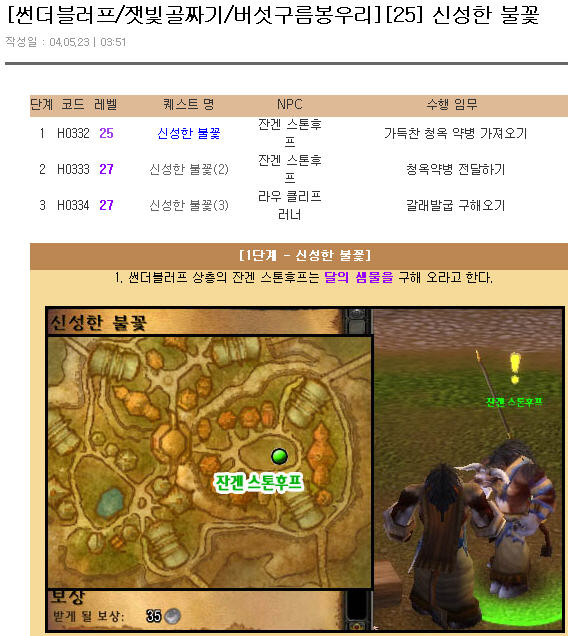 [썬더블러프/잿빛골짜기/버섯구름봉우리][25] 신성한 불꽃
작성일 : 04,05,23 | 03:51
단계 코드 레벨 퀘스트 명 NPC 수행 임무
1 H0332 25 신성한 불꽃 잔겐 스톤후프 가득찬 청옥 약병 가져오기
2 H0333 27 신성한 불꽃(2) 잔겐 스톤후프 청옥약병 전달하기
3 H0334 27 신성한 불꽃(3) 라우 클리프러너 갈래발굽 구해오기
[1단계 - 신성한 불꽃]
1. 썬더블러프 상층의 잔겐 스톤후프는 달의 샘물을 구해 오라고 한다.
신성한 불꽃
잔겐 스톤후프
잔겐 스톤후프
보상
받게 될 보상: 35